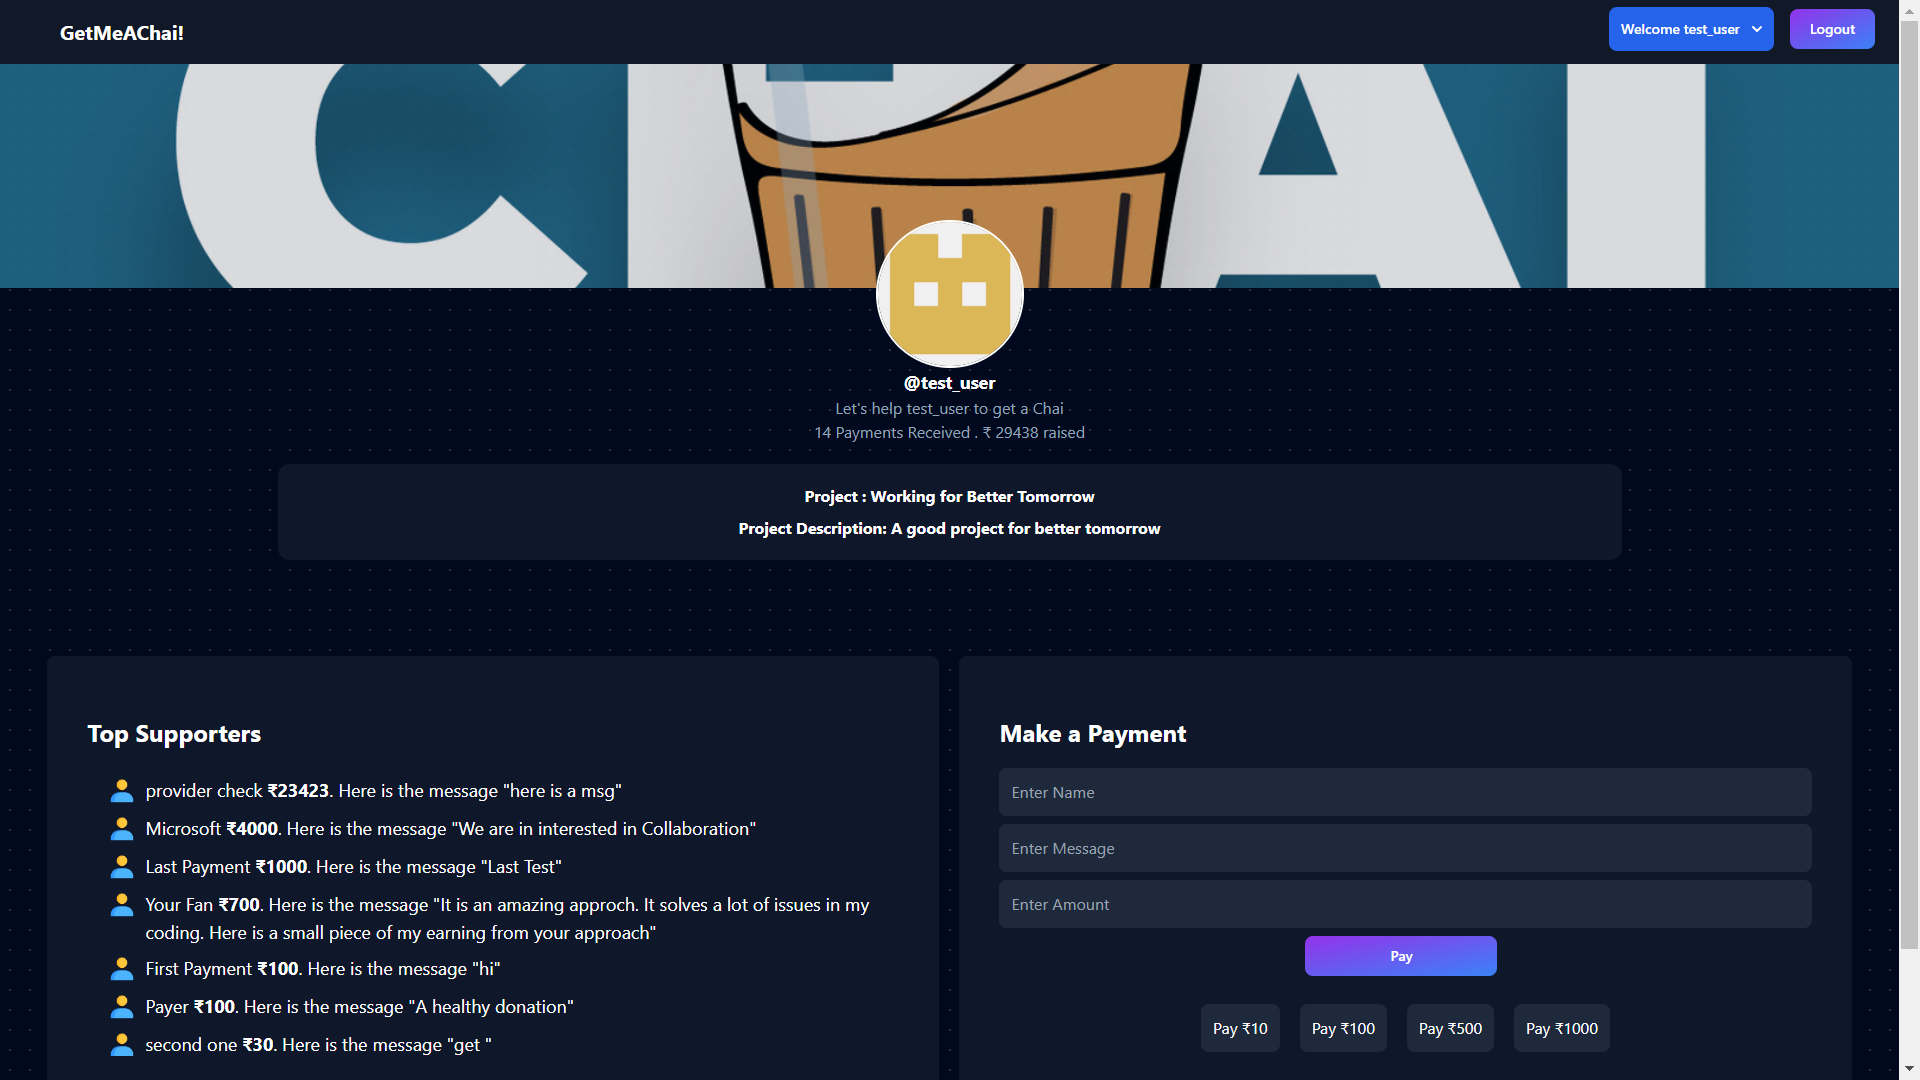 GetMeAChai!
Welcome test_user
Logout
CHAI
@test_user
Let's help test_user to get a Chai
14 Payments Received . ₹ 29438 raised
Project : Working for Better Tomorrow
Project Description: A good project for better tomorrow
Top Supporters
provider check ₹23423. Here is the message "here is a msg"
Microsoft ₹4000. Here is the message "We are in interested in Collaboration"
Last Payment ₹1000. Here is the message "Last Test"
Your Fan ₹700. Here is the message "It is an amazing approch. It solves a lot of issues in my
coding. Here is a small piece of my earning from your approach"
First Payment ₹100. Here is the message "hi"
Payer ₹100. Here is the message "A healthy donation"
second one ₹30. Here is the message "get "
Make a Payment
Enter Name
Enter Message
Enter Amount
Pay
Pay ₹10
Pay ₹100
Pay ₹500
Pay ₹1000